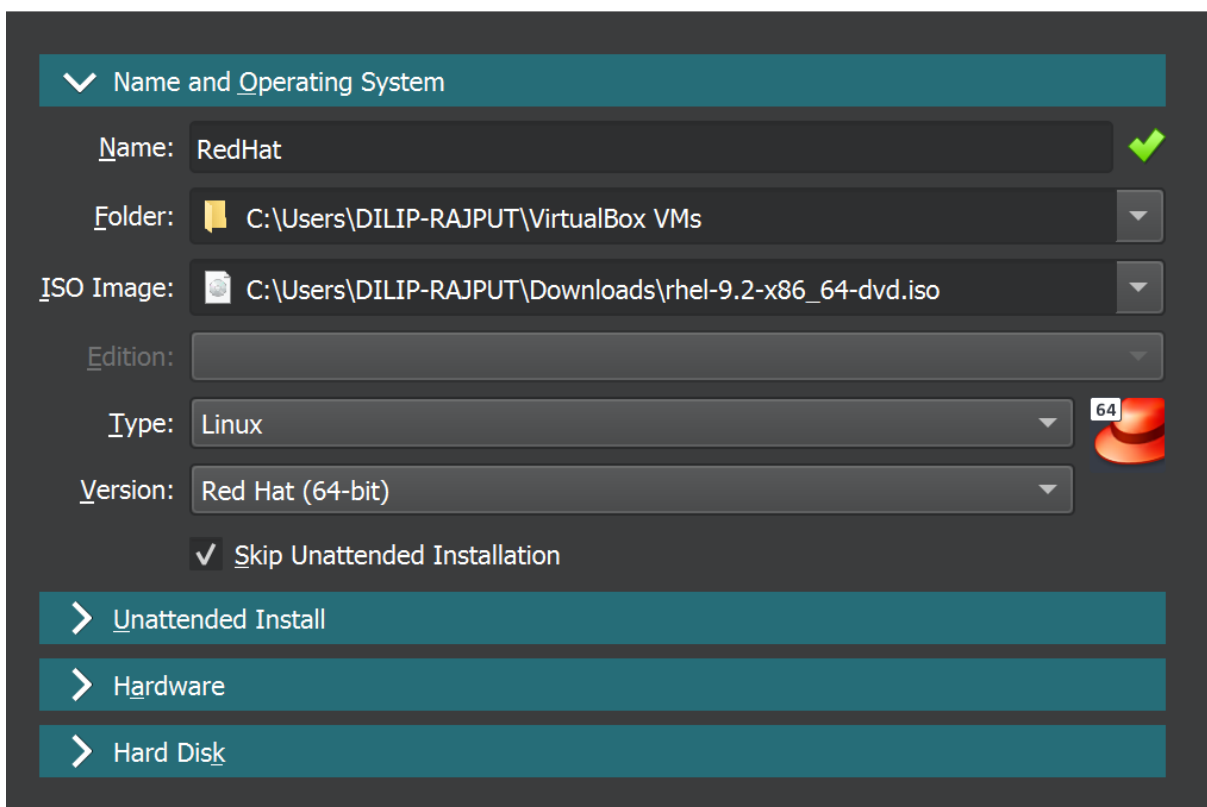 Name and Operating System
Name: RedHat
Folder: C:\Users\DILIP-RAJPUT\VirtualBox VMs
ISO Image: C:\Users\DILIP-RAJPUT\Downloads\rhel-9.2-x86_64-dvd.iso
Edition:
Type: Linux
64
Version: Red Hat (64-bit)
Skip Unattended Installation
Unattended Install
Hardware
Hard Disk